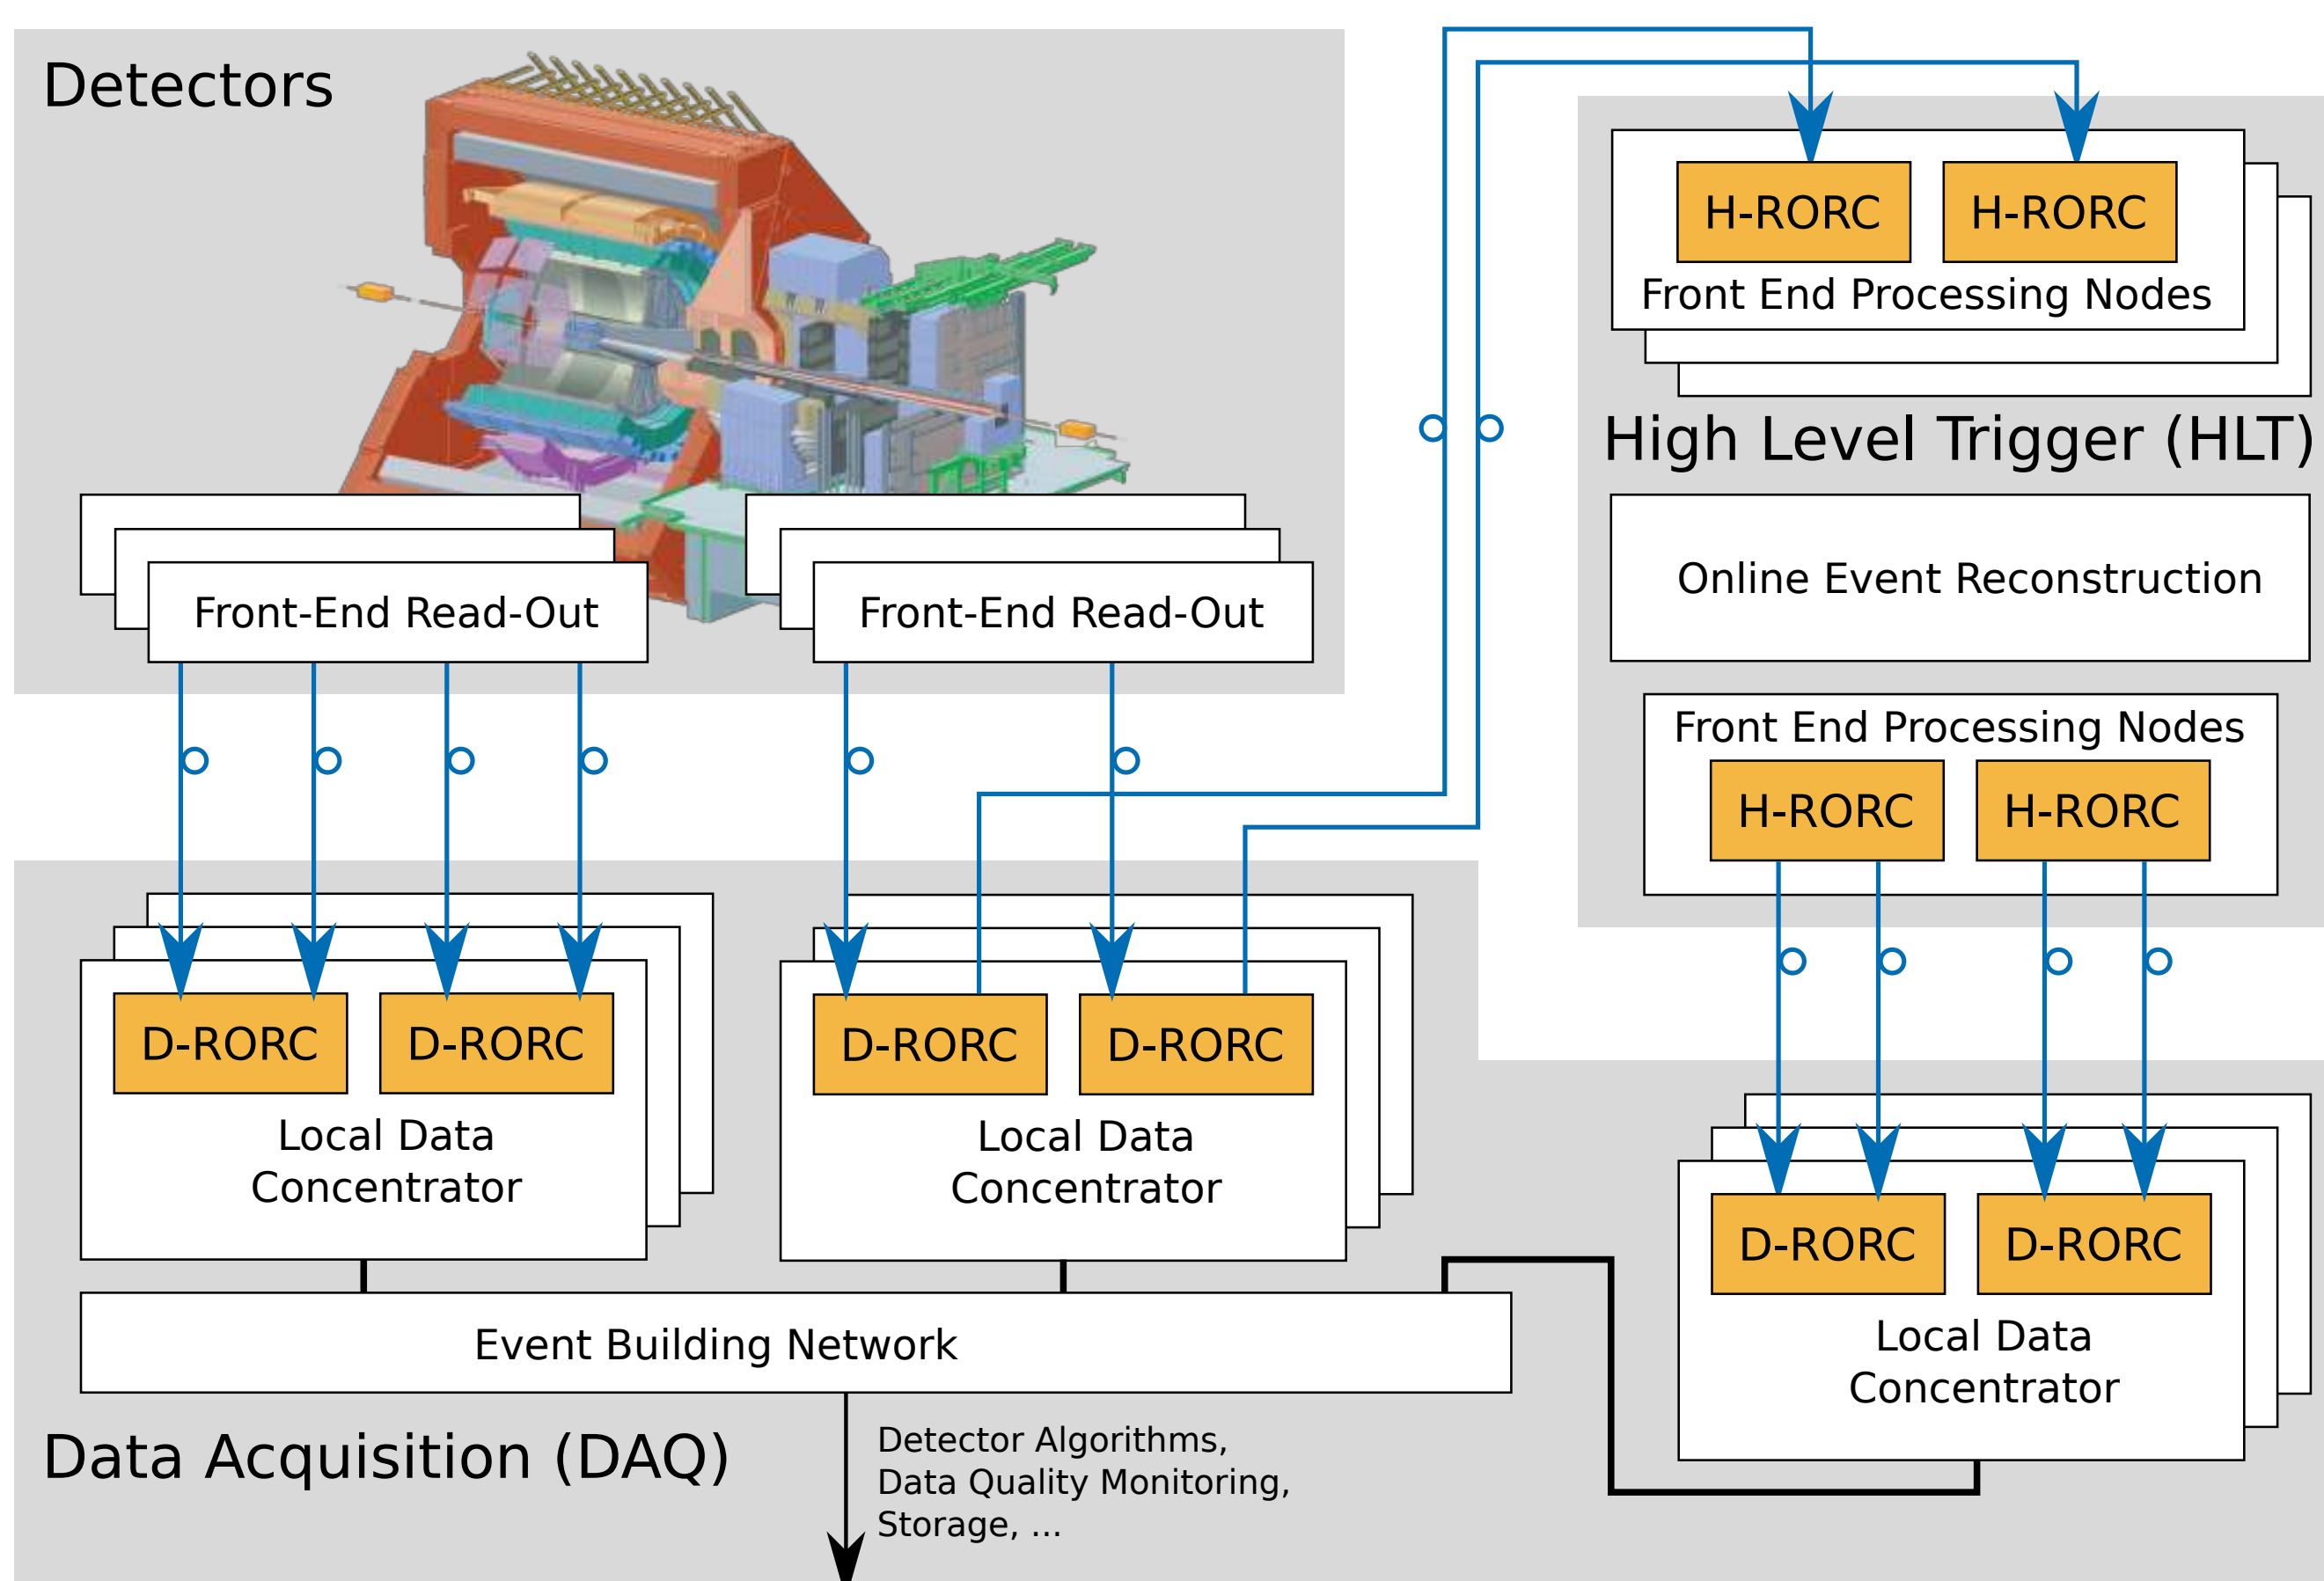 Detectors
Front-End Read-Out
Front-End Read-Out
H-RORC
H-RORC
Front End Processing Nodes
High Level Trigger (HLT)
Online Event Reconstruction
Front End Processing Nodes
H-RORC
H-RORC
D-RORC
D-RORC
Local Data
Concentrator
D-RORC
D-RORC
Local Data
Concentrator
D-RORC
D-RORC
Local Data
Concentrator
Event Building Network
Data Acquisition (DAQ)
Detector Algorithms,
Data Quality Monitoring,
Storage, ...